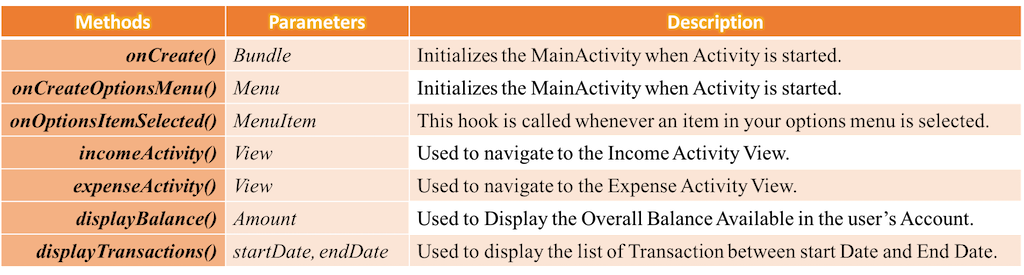 Methods Parameters Description
onCreate() Bundle Initializes the MainActivity when Activity is started.
onCreateOptionsMenu() Menu Initializes the MainActivity when Activity is started.
onOptionsItemSelected() MenuItem This hook is called whenever an item in your options menu is selected.
incomeActivity() View Used to navigate to the Income Activity View.
expenseActivity() View Used to navigate to the Expense Activity View.
displayBalance() Amount Used to Display the Overall Balance Available in the user's Account.
displayTransactions() startDate, endDate Used to display the list of Transaction between start Date and End Date.